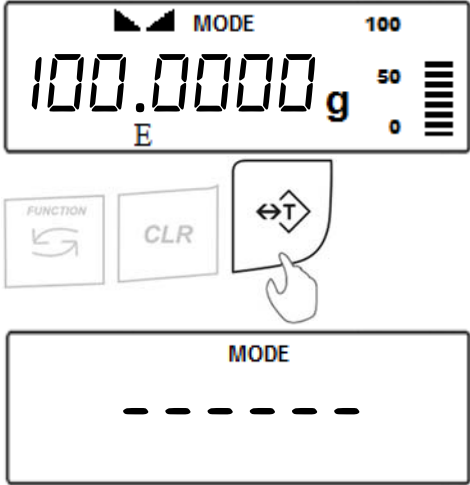 MODE 100
100.0000 g 50
E 0
FUNCTION
CLR
T
MODE
------